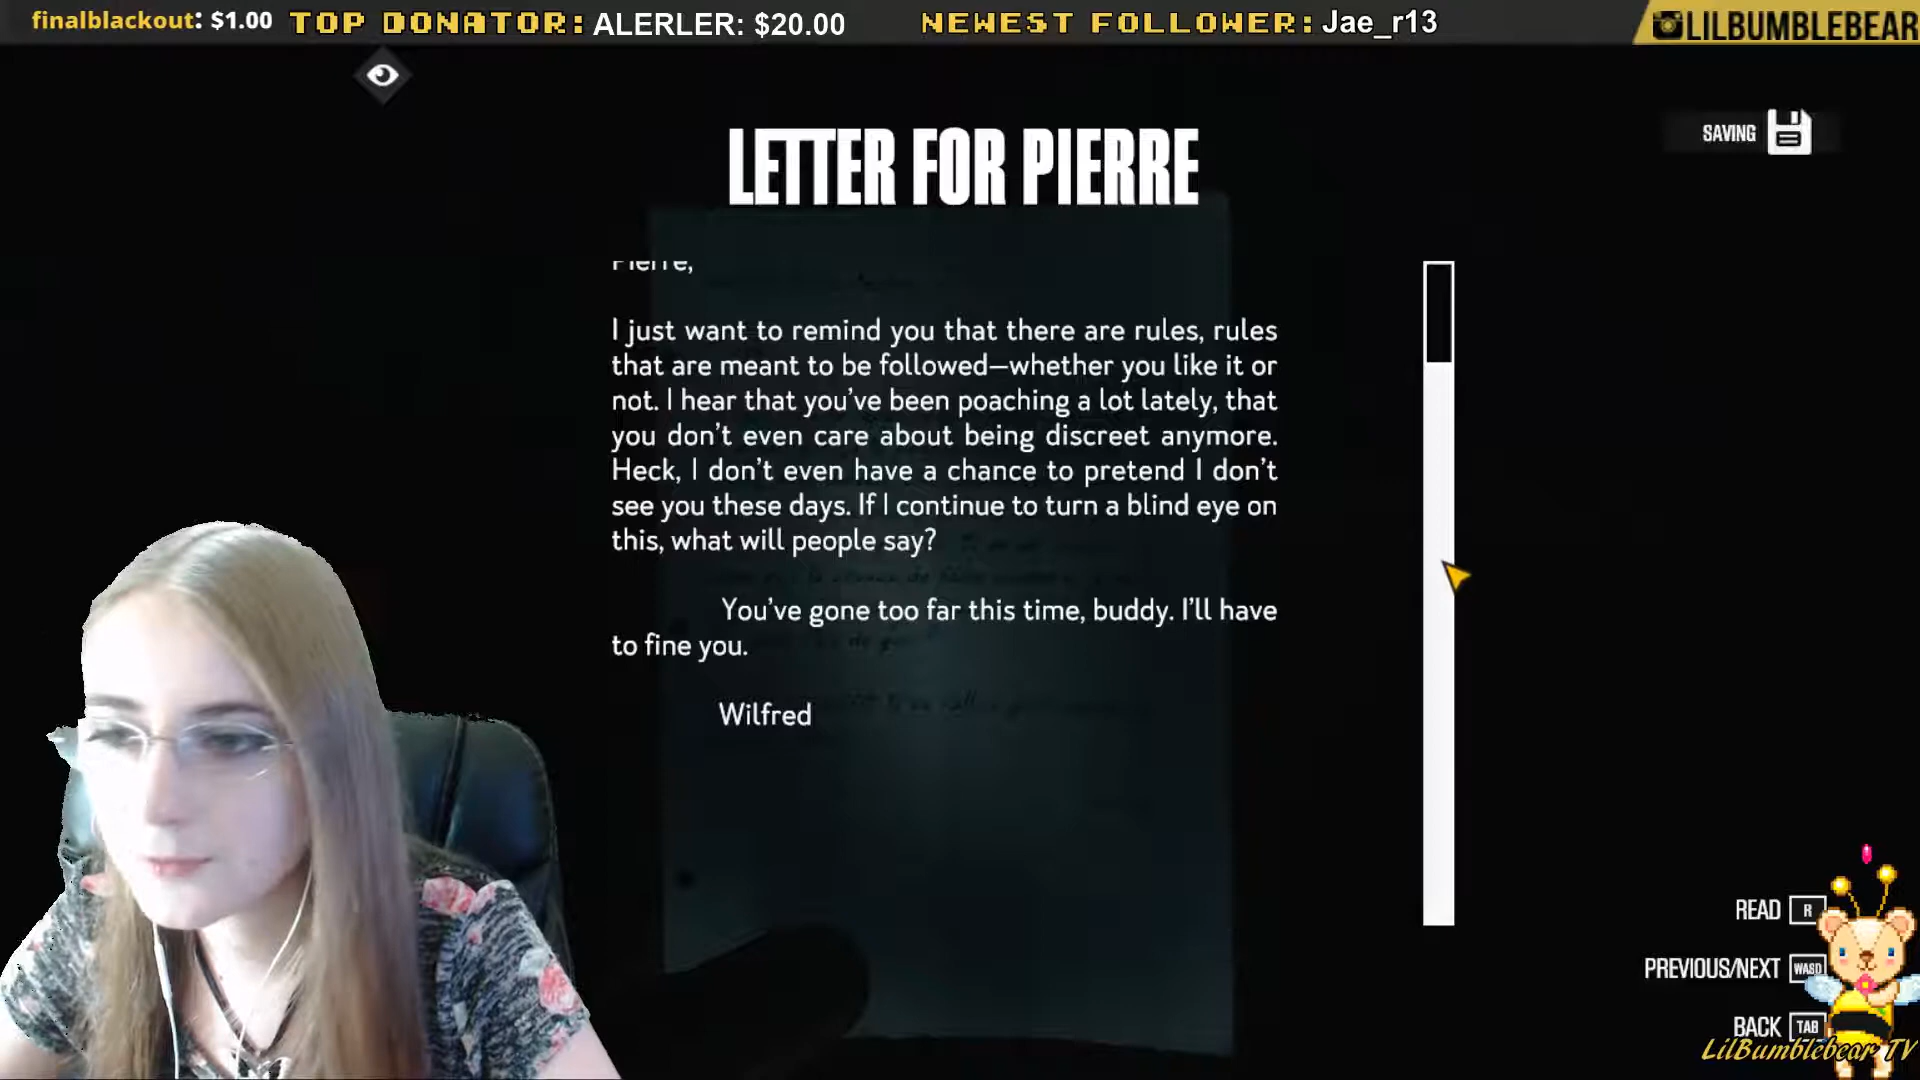 finalblackout: $1.00 TOP DONATOR: ALERLER: $20.00 NEWEST FOLLOWER: Jae_r13 LILBUMBLEBEAR
SAVING
LETTER FOR PIERRE
Pierre,
I just want to remind you that there are rules, rules
that are meant to be followed—whether you like it or
not. I hear that you've been poaching a lot lately, that
you don't even care about being discreet anymore.
Heck, I don't even have a chance to pretend I don't
see you these days. If I continue to turn a blind eye on
this, what will people say?
You've gone too far this time, buddy. I'll have
to fine you.
Wilfred
READ R
PREVIOUS/NEXT WASD
BACK TAB
LilBumblebear TV